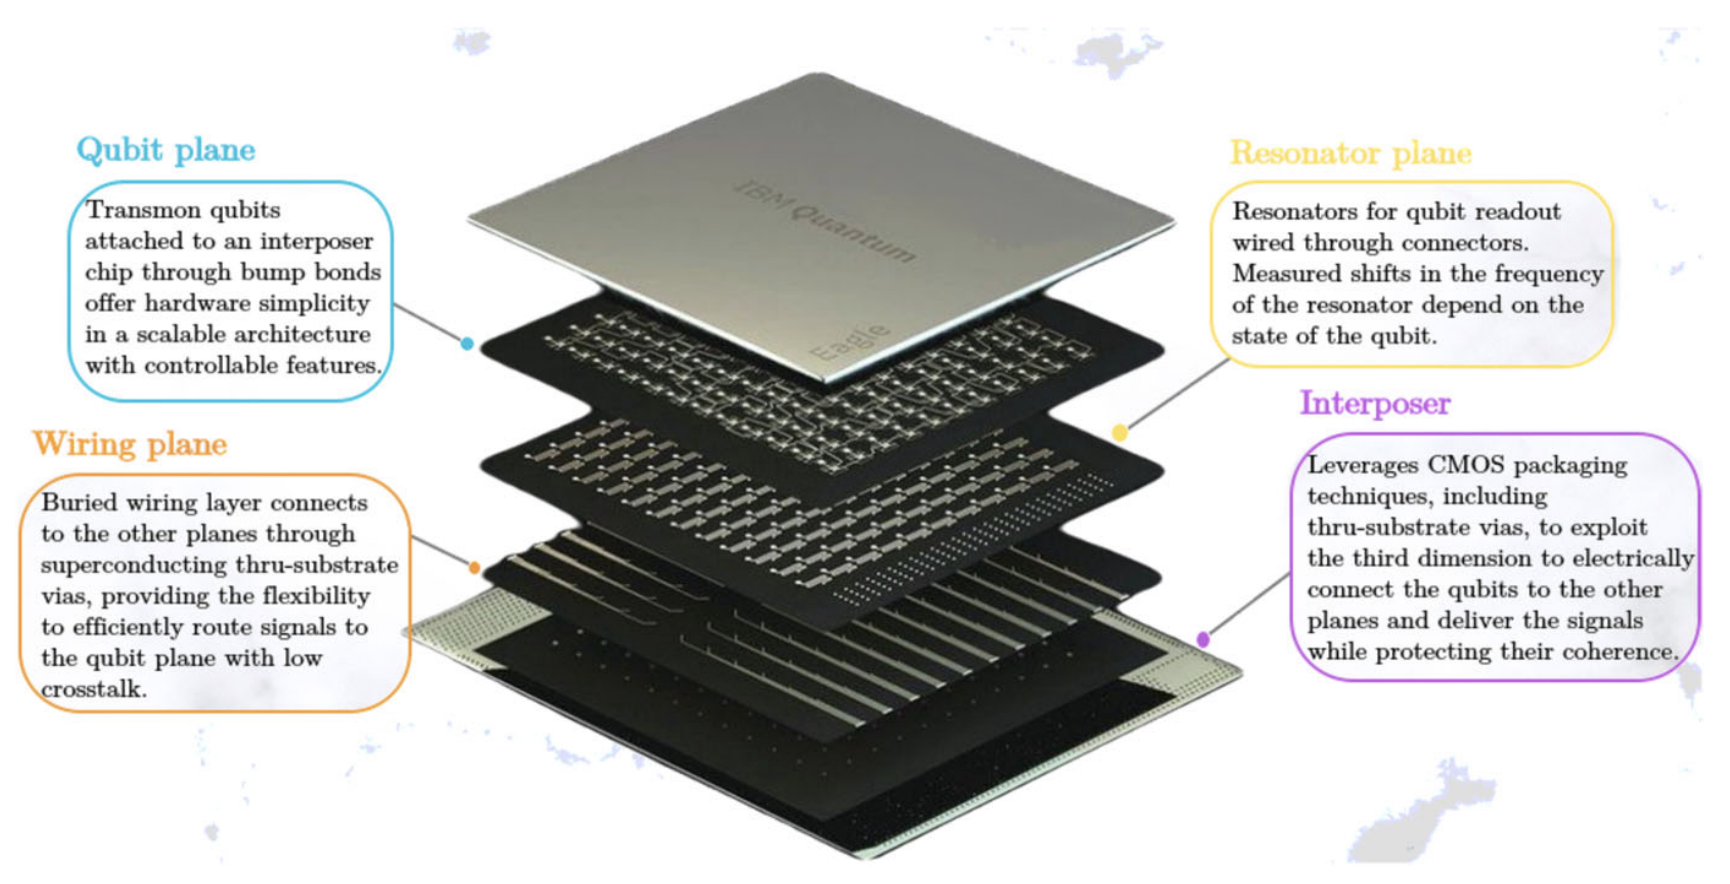 Qubit plane
Transmon qubits
attached to an interposer
chip through bump bonds
offer hardware simplicity
in a scalable architecture
with controllable features.
Wiring plane
Buried wiring layer connects
to the other planes through
superconducting thru-substrate
vias, providing the flexibility
to efficiently route signals to
the qubit plane with low
crosstalk.
IBM Quantum
Eagle
Resonator plane
Resonators for qubit readout
wired through connectors.
Measured shifts in the frequency
of the resonator depend on the
state of the qubit.
Interposer
Leverages CMOS packaging
techniques, including
thru-substrate vias, to exploit
the third dimension to electrically
connect the qubits to the other
planes and deliver the signals
while protecting their coherence.